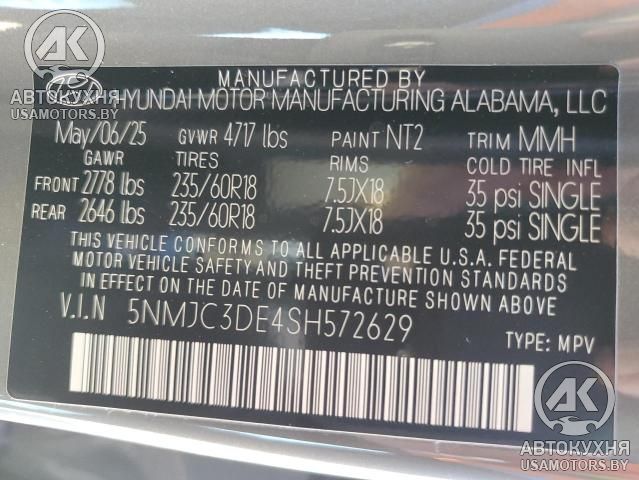 MANUFACTURED BY
HYUNDAI MOTOR MANUFACTURING ALABAMA, LLC
May/06/25 GVWR 4717 lbs PAINT NT2 TRIM MMH
GAWR TIRES RIMS COLD TIRE INFL
FRONT 2778 lbs 235/60R18 7.5JX18 35 psi SINGLE
REAR 2646 lbs 235/60R18 7.5JX18 35 psi SINGLE
THIS VEHICLE CONFORMS TO ALL APPLICABLE U.S.A. FEDERAL
MOTOR VEHICLE SAFETY AND THEFT PREVENTION STANDARDS
IN EFFECT ON THE DATE OF MANUFACTURE SHOWN ABOVE
V.I.N 5NMJC3DE4SH572629
TYPE: MPV
АК
АВТОКУХНЯ
USAMOTORS.BY
АК
АВТОКУХНЯ
USAMOTORS.BY